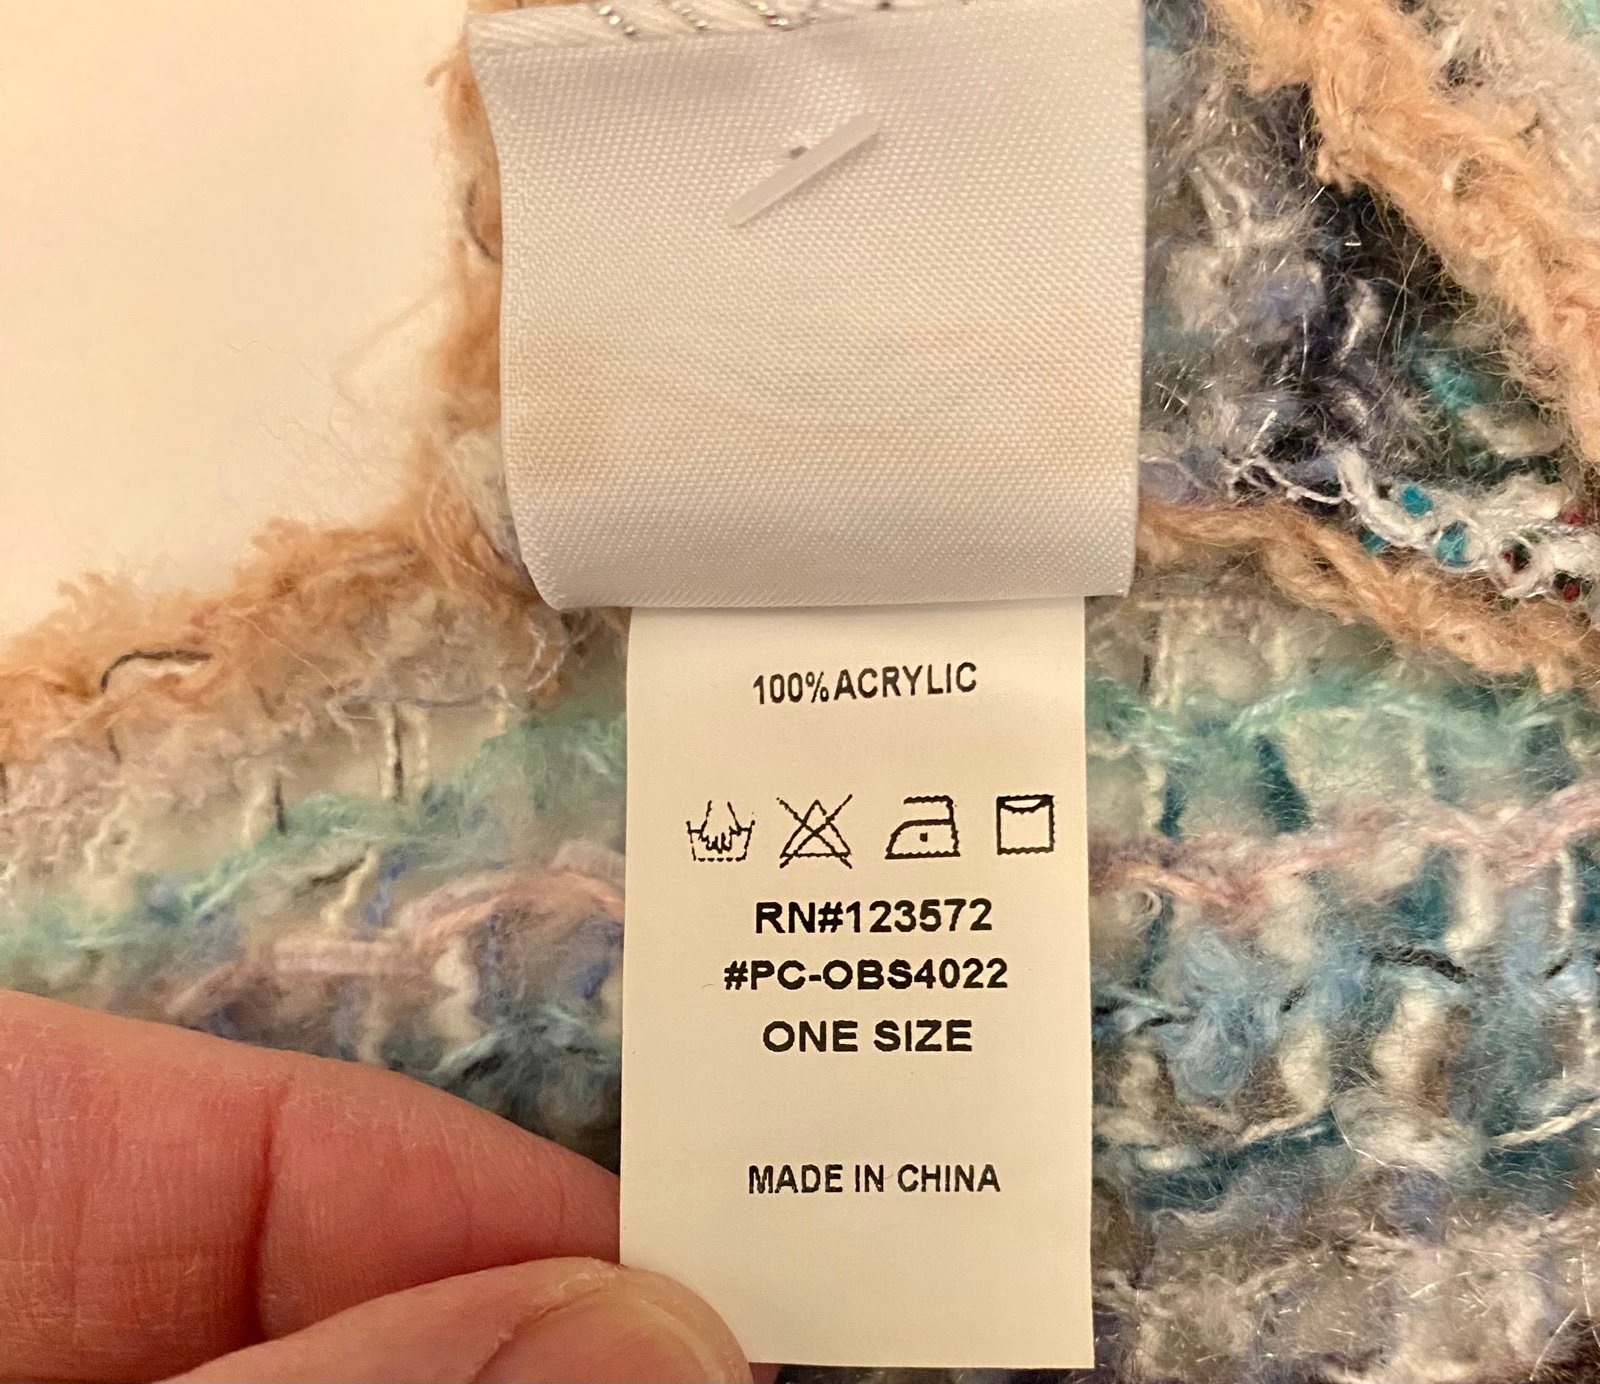 100% ACRYLIC
RN#123572
#PC-OBS4022
ONE SIZE
MADE IN CHINA